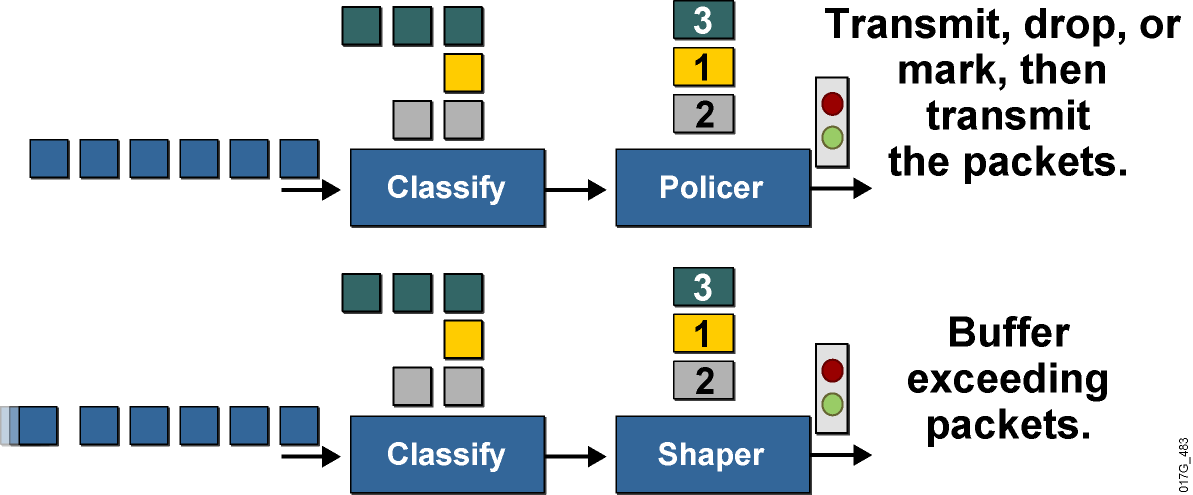 3
1
2
Transmit, drop, or
mark, then
transmit
the packets.
Classify
Policer
3
1
2
Buffer
exceeding
packets.
Classify
Shaper
017G_483